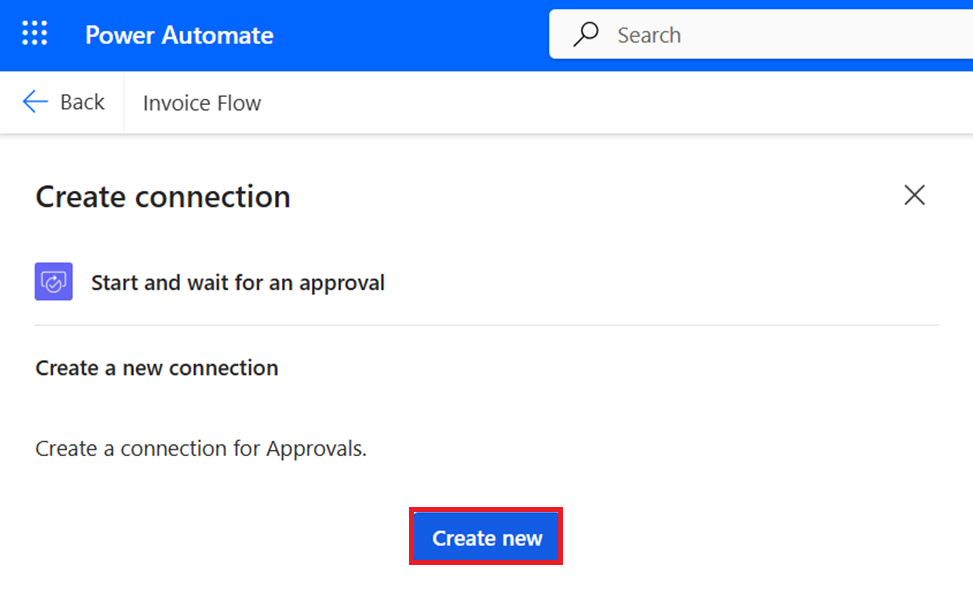 Power Automate
Search
Back
Invoice Flow
Create connection
Start and wait for an approval
Create a new connection
Create a connection for Approvals.
Create new